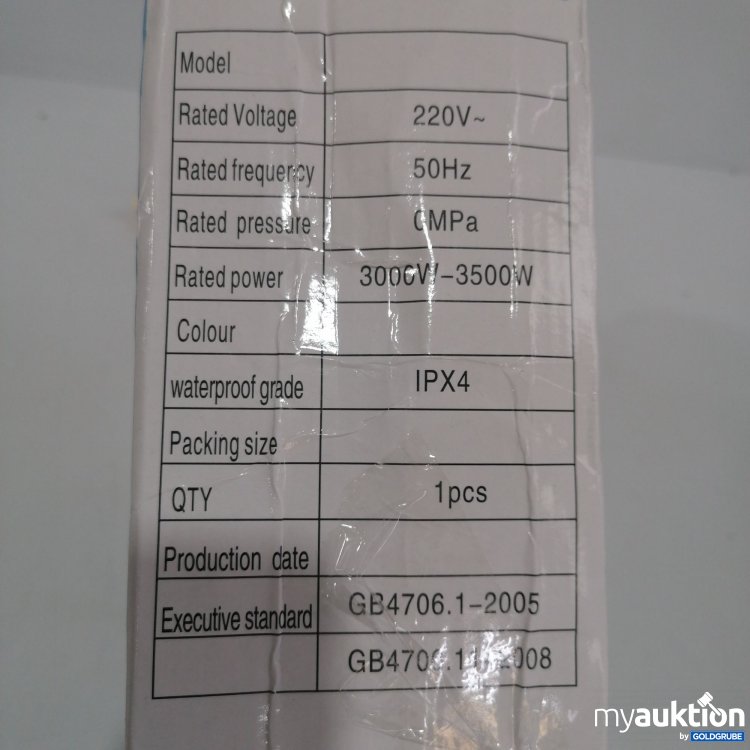 Model
Rated Voltage 220V~
Rated frequency 50Hz
Rated pressure 0MPa
Rated power 3000W-3500W
Colour
waterproof grade IPX4
Packing size
QTY 1pcs
Production date
Executive standard GB4706.1-2005
myauktion
by GOLDGRUBE